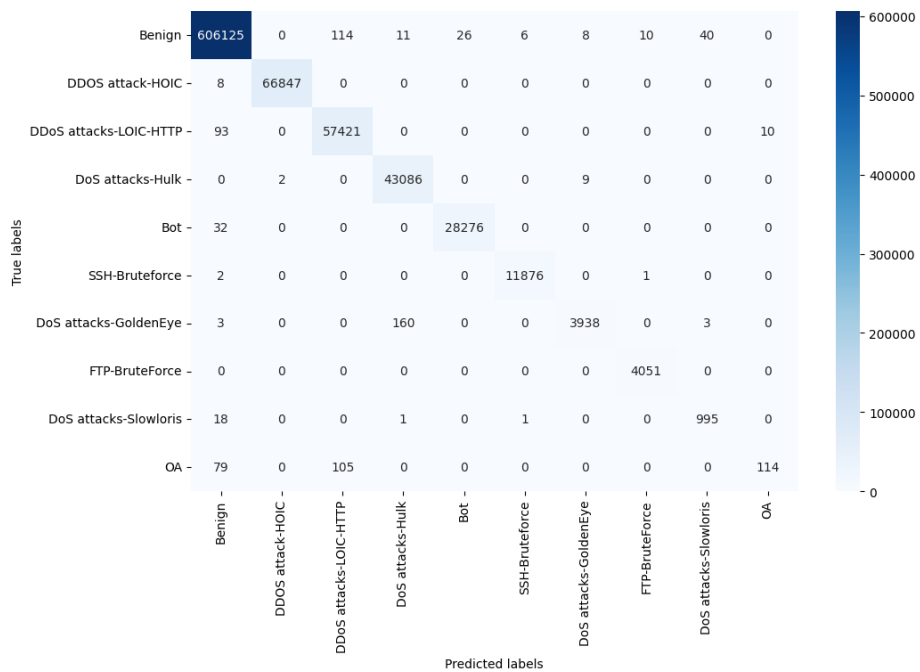 Benign 606125 0 114 11 26 6 8 10 40 0
DDOS attack-HOIC 8 66847 0 0 0 0 0 0 0 0
DDoS attacks-LOIC-HTTP 93 0 57421 0 0 0 0 0 0 10
DoS attacks-Hulk 0 2 0 43086 0 0 9 0 0 0
Bot 32 0 0 0 28276 0 0 0 0 0
SSH-Bruteforce 2 0 0 0 0 11876 0 1 0 0
DoS attacks-GoldenEye 3 0 0 160 0 0 3938 0 3 0
FTP-BruteForce 0 0 0 0 0 0 0 4051 0 0
DoS attacks-Slowloris 18 0 0 1 0 1 0 0 995 0
OA 79 0 105 0 0 0 0 0 0 114
True labels
Benign
DDOS attack-HOIC
DDoS attacks-LOIC-HTTP
DoS attacks-Hulk
Bot
SSH-Bruteforce
DoS attacks-GoldenEye
FTP-BruteForce
DoS attacks-Slowloris
OA
Predicted labels
600000
500000
400000
300000
200000
100000
0